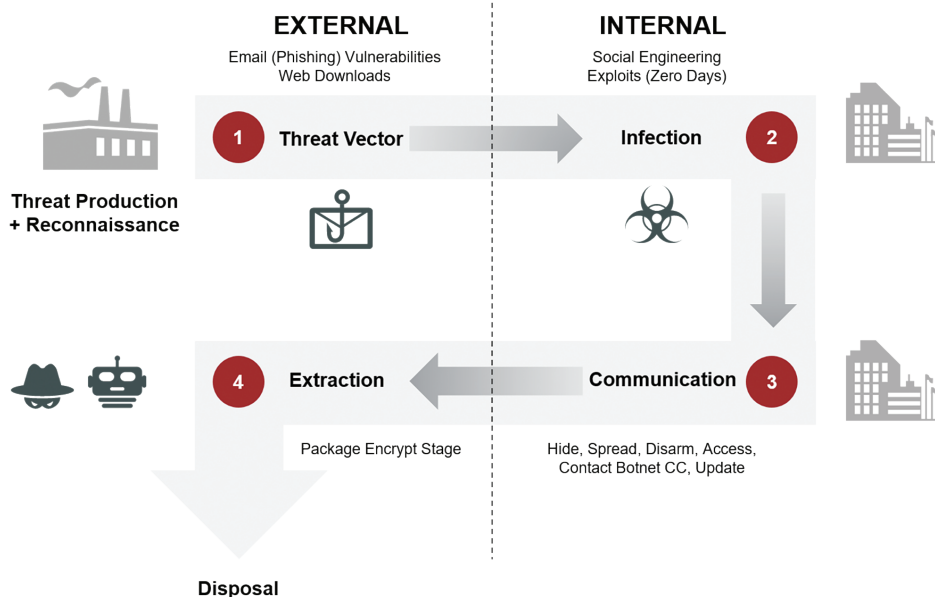 EXTERNAL
Email (Phishing) Vulnerabilities
Web Downloads
INTERNAL
Social Engineering
Exploits (Zero Days)
1
Threat Vector
Infection
2
Threat Production
+ Reconnaissance
4
Extraction
Communication
3
Package Encrypt Stage
Hide, Spread, Disarm, Access,
Contact Botnet CC, Update
Disposal